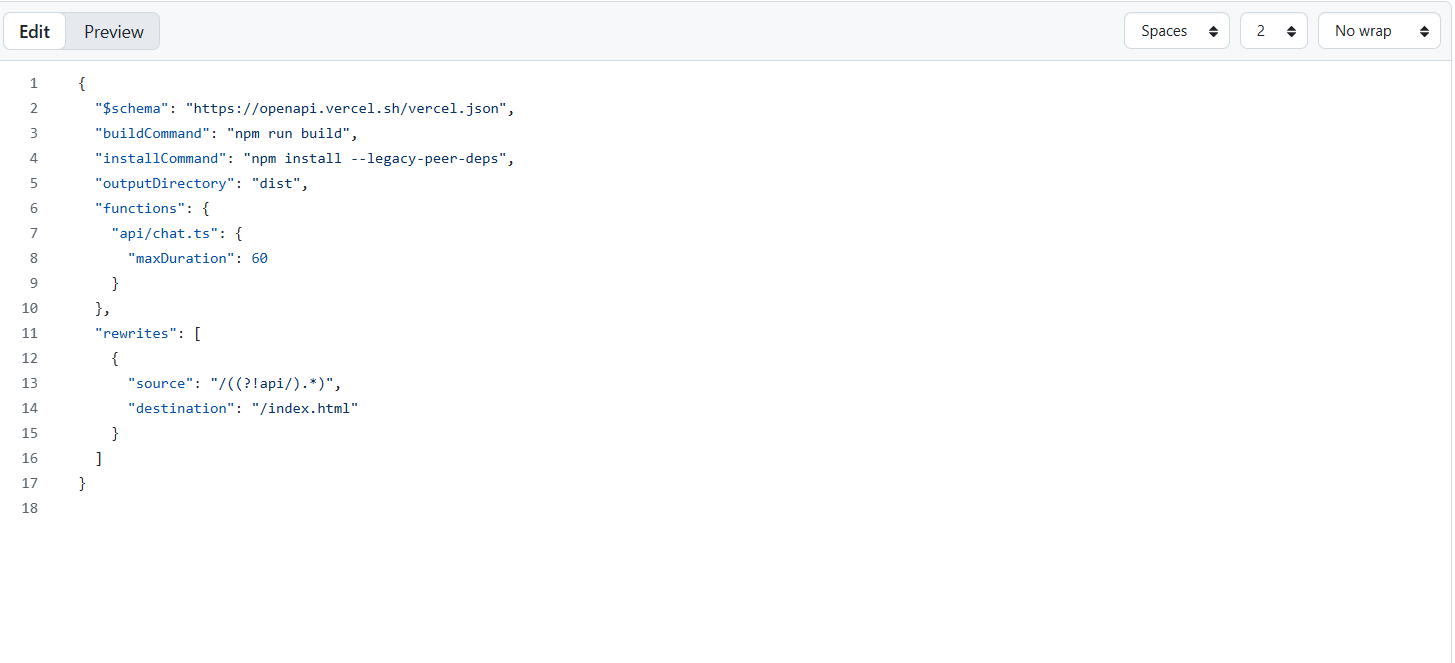 Edit Preview Spaces 2 No wrap
1 {
2   "$schema": "https://openapi.vercel.sh/vercel.json",
3   "buildCommand": "npm run build",
4   "installCommand": "npm install --legacy-peer-deps",
5   "outputDirectory": "dist",
6   "functions": {
7     "api/chat.ts": {
8       "maxDuration": 60
9     }
10   },
11   "rewrites": [
12     {
13       "source": "/((?!api/).*)",
14       "destination": "/index.html"
15     }
16   ]
17 }
18